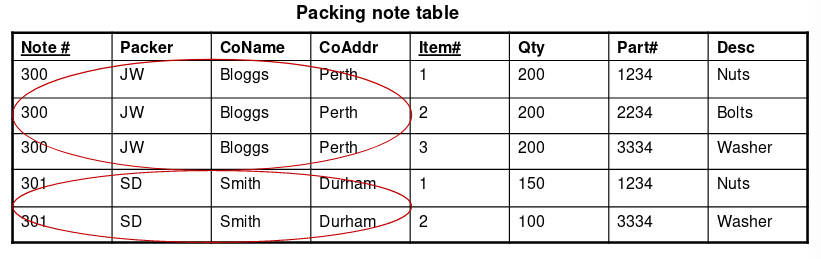 Packing note table
Note # Packer CoName CoAddr Item# Qty Part# Desc
300 JW Bloggs Perth 1 200 1234 Nuts
300 JW Bloggs Perth 2 200 2234 Bolts
300 JW Bloggs Perth 3 200 3334 Washer
301 SD Smith Durham 1 150 1234 Nuts
301 SD Smith Durham 2 100 3334 Washer